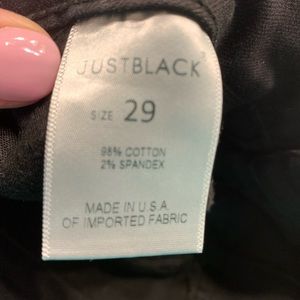 JUSTBLACK
SIZE 29
98% COTTON
2% SPANDEX
MADE IN U.S.A.
OF IMPORTED FABRIC